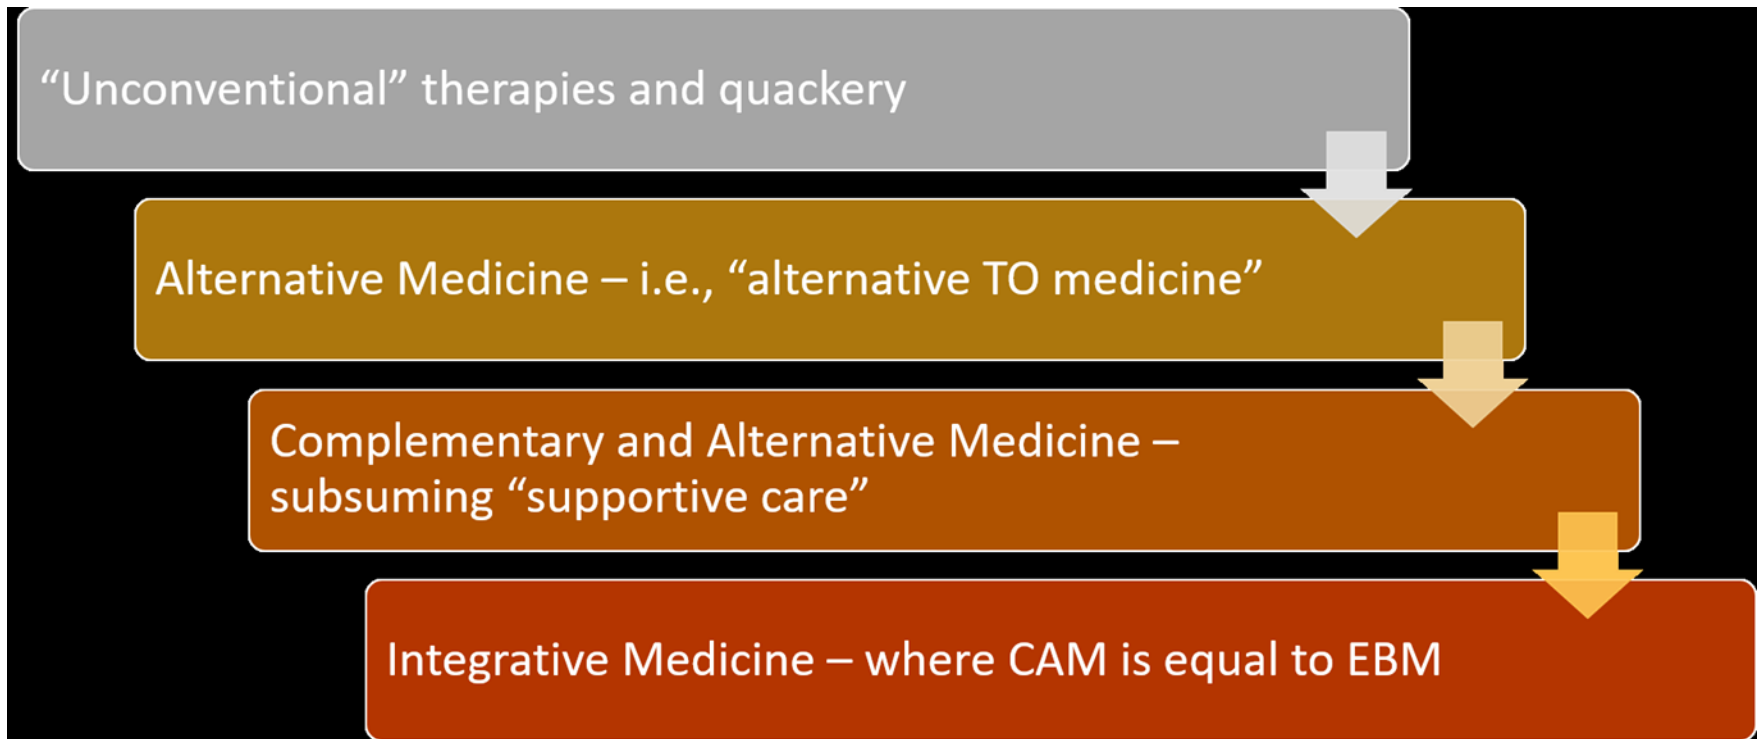 “Unconventional” therapies and quackery
Alternative Medicine – i.e., “alternative TO medicine”
Complementary and Alternative Medicine –
subsuming “supportive care”
Integrative Medicine – where CAM is equal to EBM